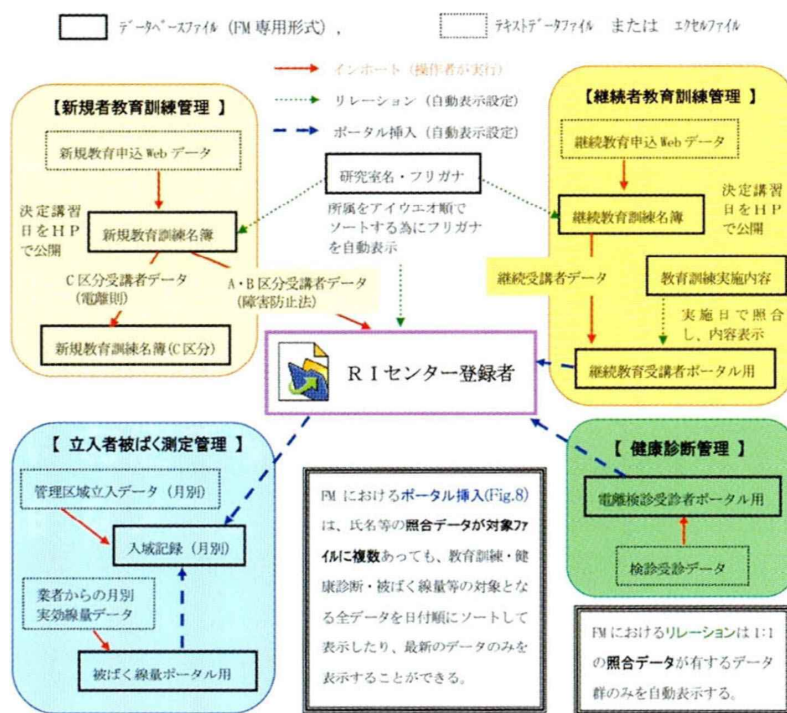 データベースファイル (FM 専用形式) ,
テキストデータファイル または エクセルファイル
インポート (操作者が実行)
リレーション (自動表示設定)
ポータル挿入 (自動表示設定)
【新規者教育訓練管理 】
新規教育申込 Web データ
決定講習
日をHP
で公開
新規教育訓練名簿
C区分受講者データ
(電離則)
A・B 区分受講者データ
(障害防止法)
新規教育訓練名簿(C区分)
研究室名・フリガナ
所属をアイウエオ順で
ソートする為にフリガナ
を自動表示
【継続者教育訓練管理 】
継続教育申込 Web データ
継続教育訓練名簿
決定講習
日をHP
で公開
継続受講者データ
教育訓練実施内容
実施日で照合
し、内容表示
継続教育受講者ポータル用
RIセンター登録者
【 立入者被ばく測定管理 】
管理区域立入データ (月別)
入域記録 (月別)
業者からの月別
実効線量データ
被ばく線量ポータル用
FM におけるポータル挿入(Fig.8)
は、氏名等の照合データが対象ファ
イルに複数あっても、教育訓練・健
康診断・被ばく線量等の対象とな
る全データを日付順にソートして
表示したり、最新のデータのみを
表示することができる。
【 健康診断管理 】
電離検診受診者ポータル用
検診受診データ
FM におけるリレーションは 1:1
の照合データが有するデータ
群のみを自動表示する。